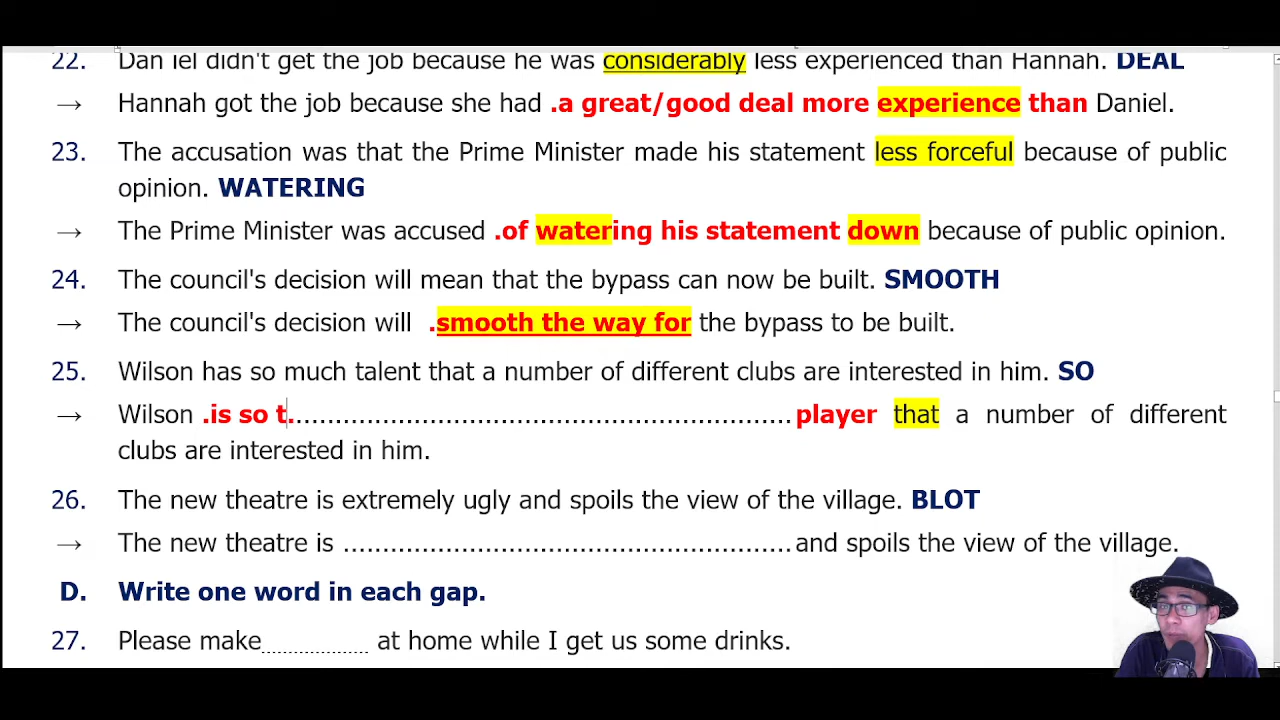 22. Dan iel didn't get the job because he was considerably less experienced than Hannah. DEAL
→ Hannah got the job because she had .a great/good deal more experience than Daniel.
23. The accusation was that the Prime Minister made his statement less forceful because of public
opinion. WATERING
→ The Prime Minister was accused .of watering his statement down because of public opinion.
24. The council's decision will mean that the bypass can now be built. SMOOTH
→ The council's decision will .smooth the way for the bypass to be built.
25. Wilson has so much talent that a number of different clubs are interested in him. SO
→ Wilson .is so t................................................................player that a number of different
clubs are interested in him.
26. The new theatre is extremely ugly and spoils the view of the village. BLOT
→ The new theatre is .........................................................and spoils the view of the village.
D. Write one word in each gap.
27. Please make.................. at home while I get us some drinks.